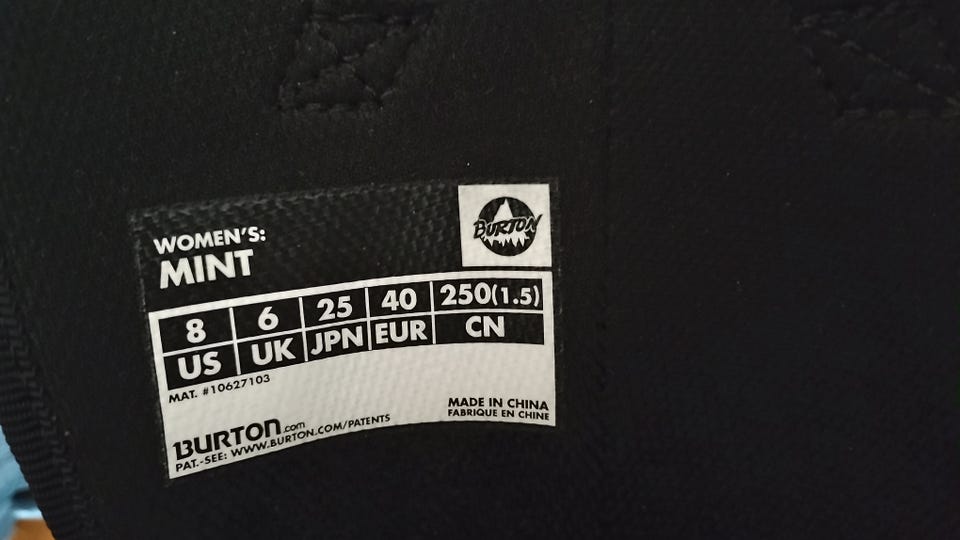 WOMEN'S:
MINT
BURTON
8 6 25 40 250(1.5)
US UK JPN EUR CN
MAT. #10627103
MADE IN CHINA
FABRIQUE EN CHINE
BURTON.com
PAT.-SEE: WWW.BURTON.COM/PATENTS